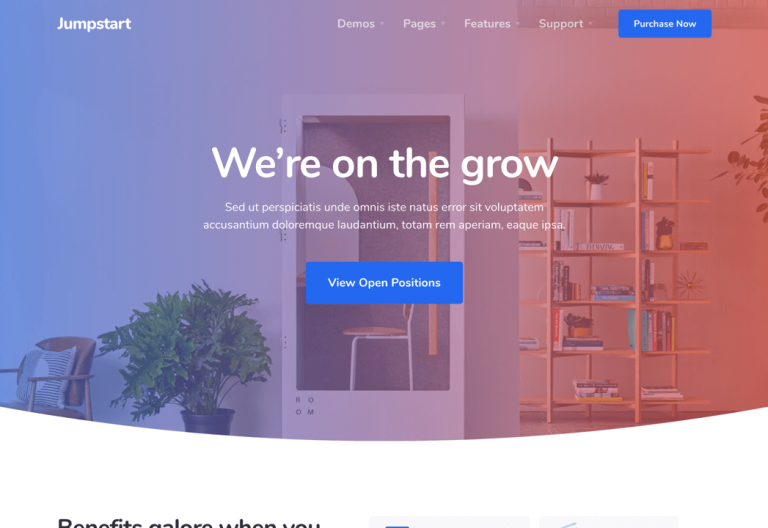 Jumpstart
Demos Pages Features Support Purchase Now
We're on the grow
Sed ut perspiciatis unde omnis iste natus error sit voluptatem
accusantium doloremque laudantium, totam rem aperiam, eaque ipsa.
View Open Positions
R O
O M
Benefits galore when you